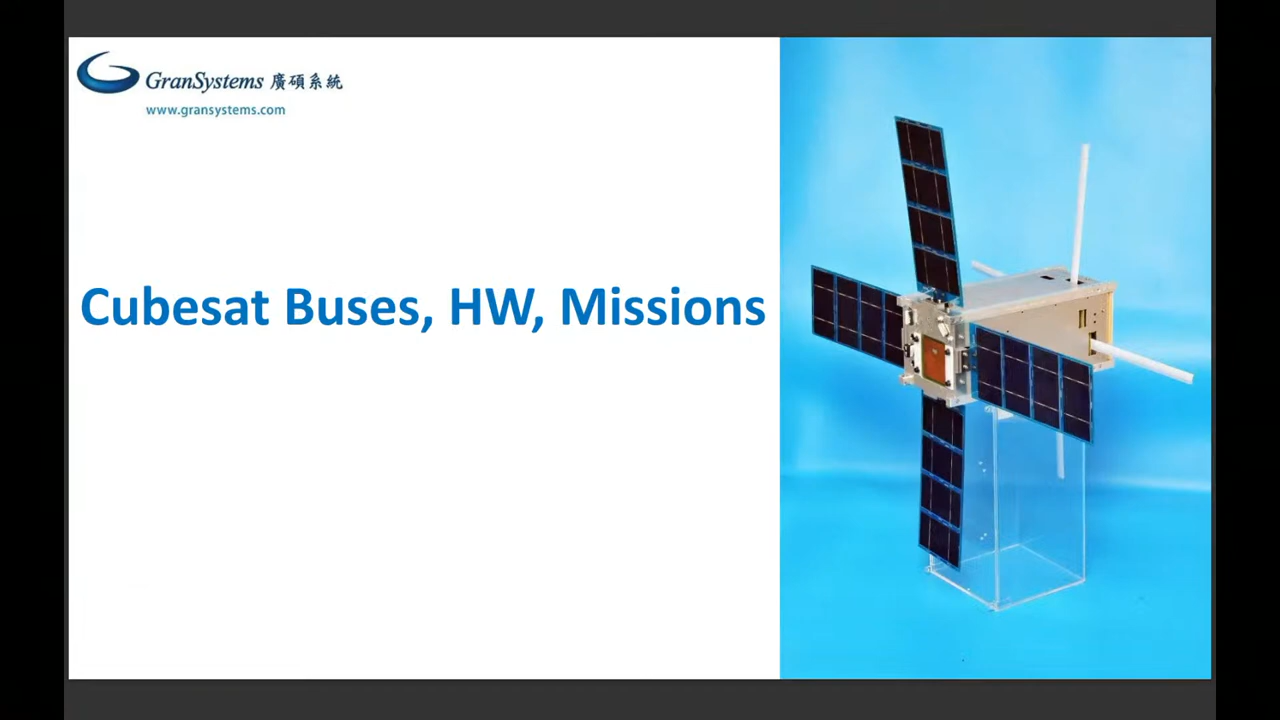 GranSystems 廣碩系統
www.gransystems.com
Cubesat Buses, HW, Missions